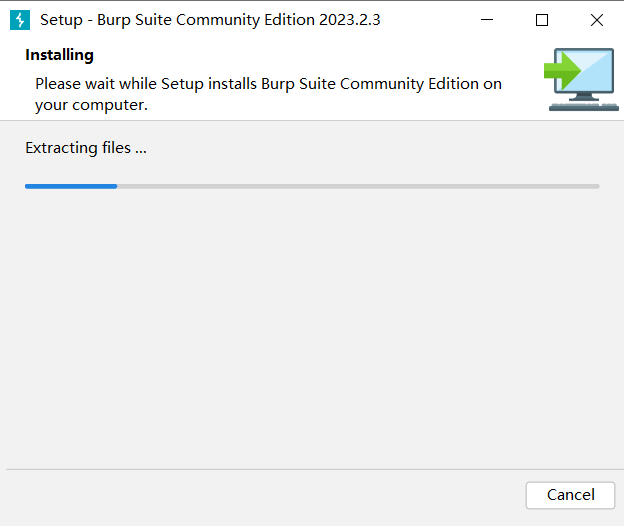 Setup - Burp Suite Community Edition 2023.2.3
Installing
Please wait while Setup installs Burp Suite Community Edition on
your computer.
Extracting files ...
Cancel